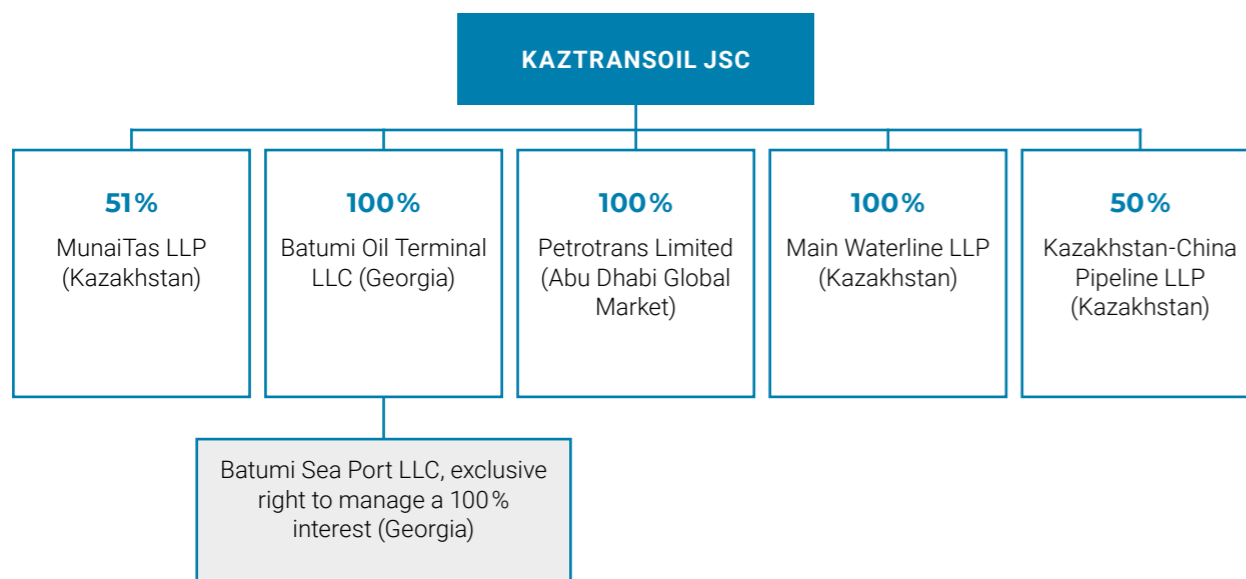 KAZTRANSOIL JSC
51%
MunaiTas LLP
(Kazakhstan)
100%
Batumi Oil Terminal
LLC (Georgia)
100%
Petrotrans Limited
(Abu Dhabi Global
Market)
100%
Main Waterline LLP
(Kazakhstan)
50%
Kazakhstan-China
Pipeline LLP
(Kazakhstan)
Batumi Sea Port LLC, exclusive
right to manage a 100%
interest (Georgia)